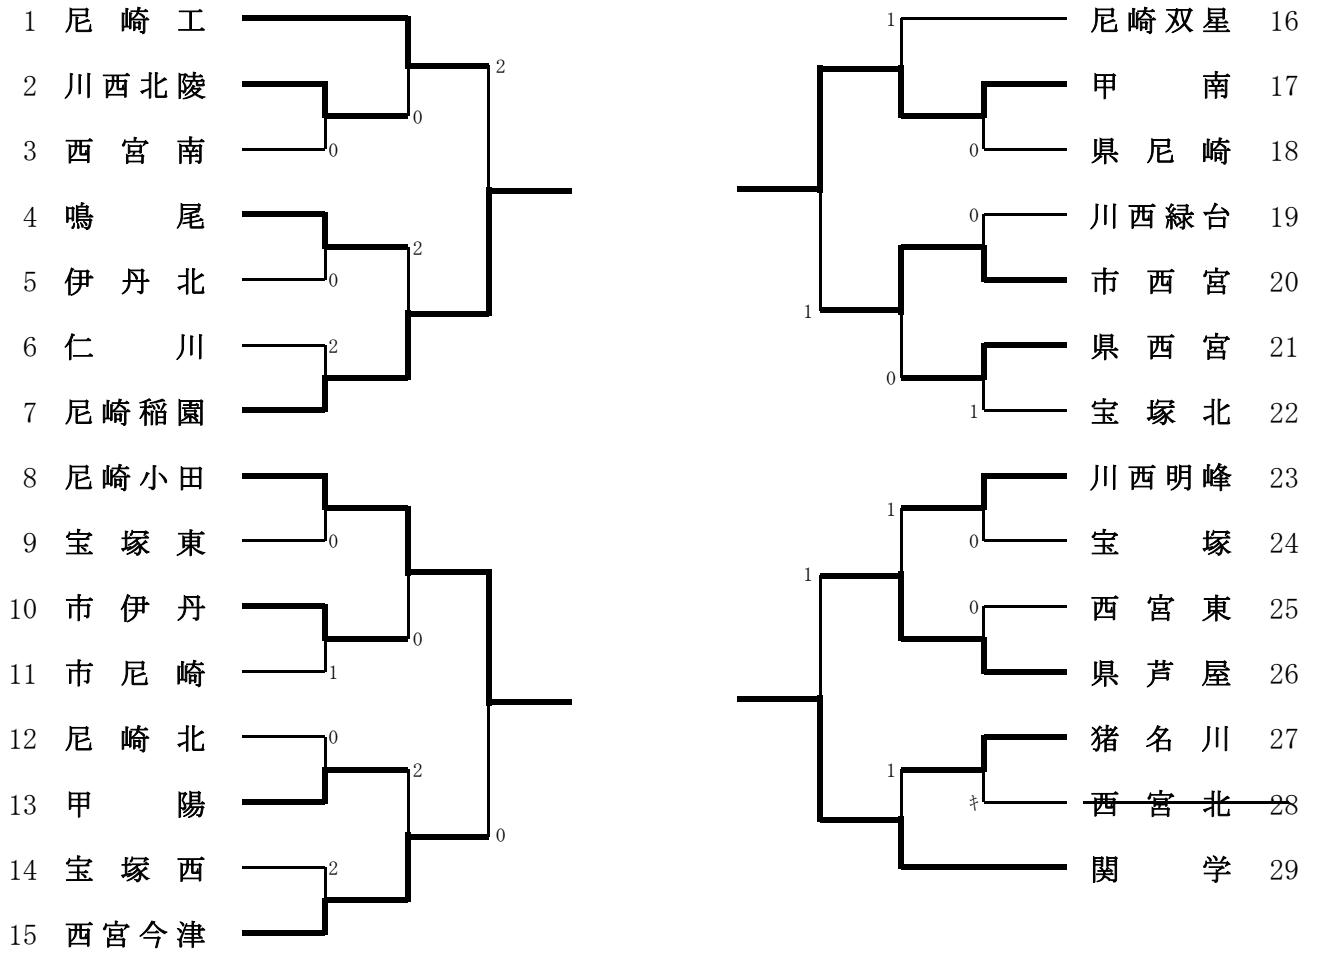 1 尼崎工 2 1 尼崎双星 16
2 川西北陵 0 甲南 17
3 西宮南 0 0 県尼崎 18
4 鳴尾 2 0 川西緑台 19
5 伊丹北 0 市西宮 20
6 仁川 2 1 県西宮 21
7 尼崎稲園 0 1 宝塚北 22
8 尼崎小田 1 川西明峰 23
9 宝塚東 0 0 宝塚 24
10 市伊丹 0 1 0 西宮東 25
11 市尼崎 1 県芦屋 26
12 尼崎北 0 2 1 猪名川 27
13 甲陽 0 ｷ 西宮北 28
14 宝塚西 2 関学 29
15 西宮今津